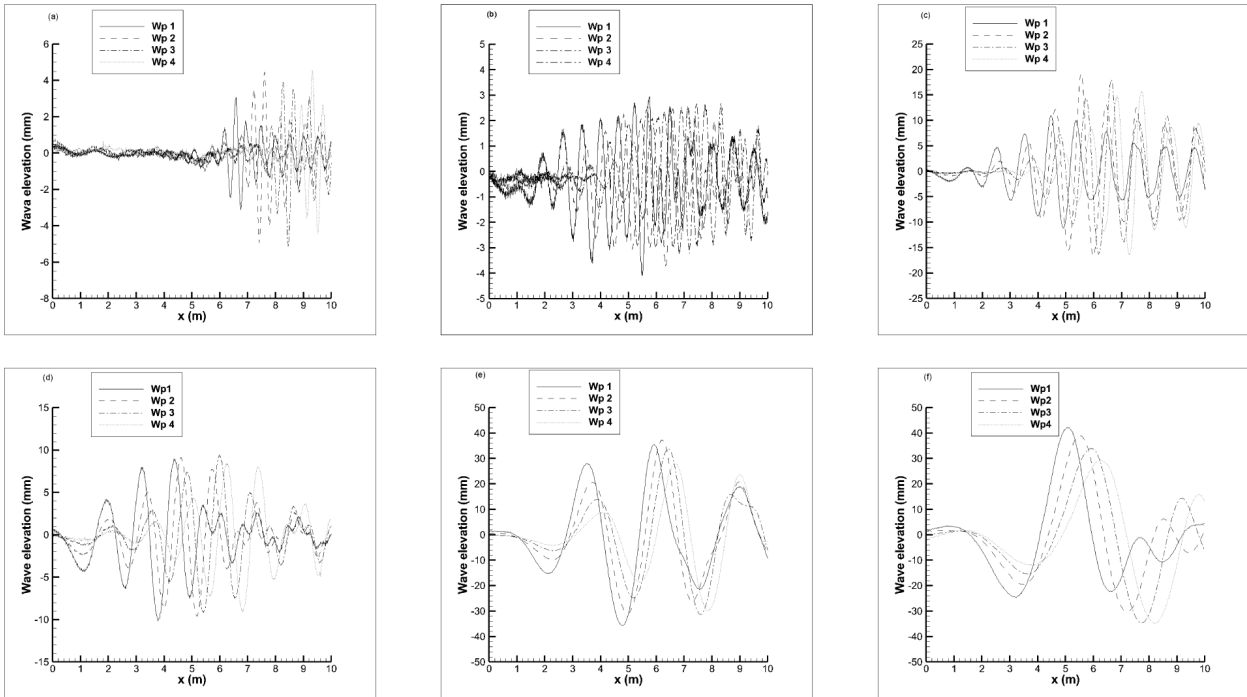 (a)
Wp 1
Wp 2
Wp 3
Wp 4
6
4
2
0
-2
-4
-6
-8
Wava elevation (mm)
0 1 2 3 4 5 6 7 8 9 10
x (m)
(b)
Wp 1
Wp 2
Wp 3
Wp 4
5
4
3
2
1
0
-1
-2
-3
-4
-5
Wave elevation (mm)
0 1 2 3 4 5 6 7 8 9 10
x (m)
(c)
Wp 1
Wp 2
Wp 3
Wp 4
25
20
15
10
5
0
-5
-10
-15
-20
-25
Wave elevation (mm)
0 1 2 3 4 5 6 7 8 9 10
x (m)
(d)
Wp1
Wp 2
Wp 3
Wp 4
15
10
5
0
-5
-10
-15
Wave elevation (mm)
0 1 2 3 4 5 6 7 8 9 10
x (m)
(e)
Wp 1
Wp 2
Wp 3
Wp 4
50
40
30
20
10
0
-10
-20
-30
-40
-50
Wave elevation (mm)
0 1 2 3 4 5 6 7 8 9 10
x (m)
(f)
Wp1
Wp2
Wp3
Wp4
50
40
30
20
10
0
-10
-20
-30
-40
-50
Wave elevation (mm)
0 1 2 3 4 5 6 7 8 9 10
x (m)